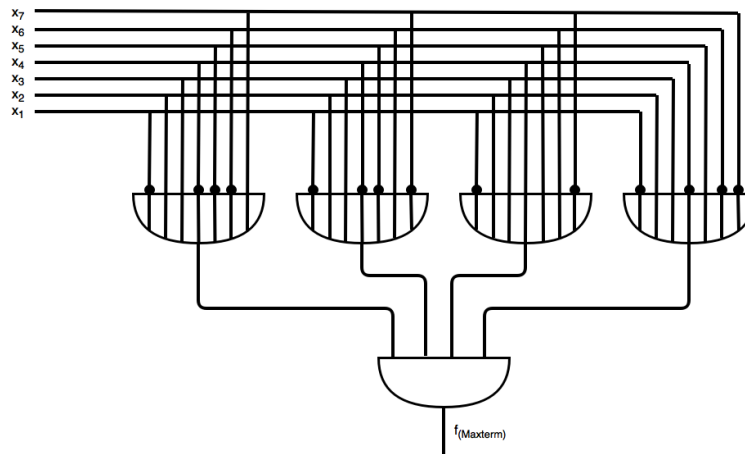 x₇
x₆
x₅
x₄
x₃
x₂
x₁
f₍Maxterm₎